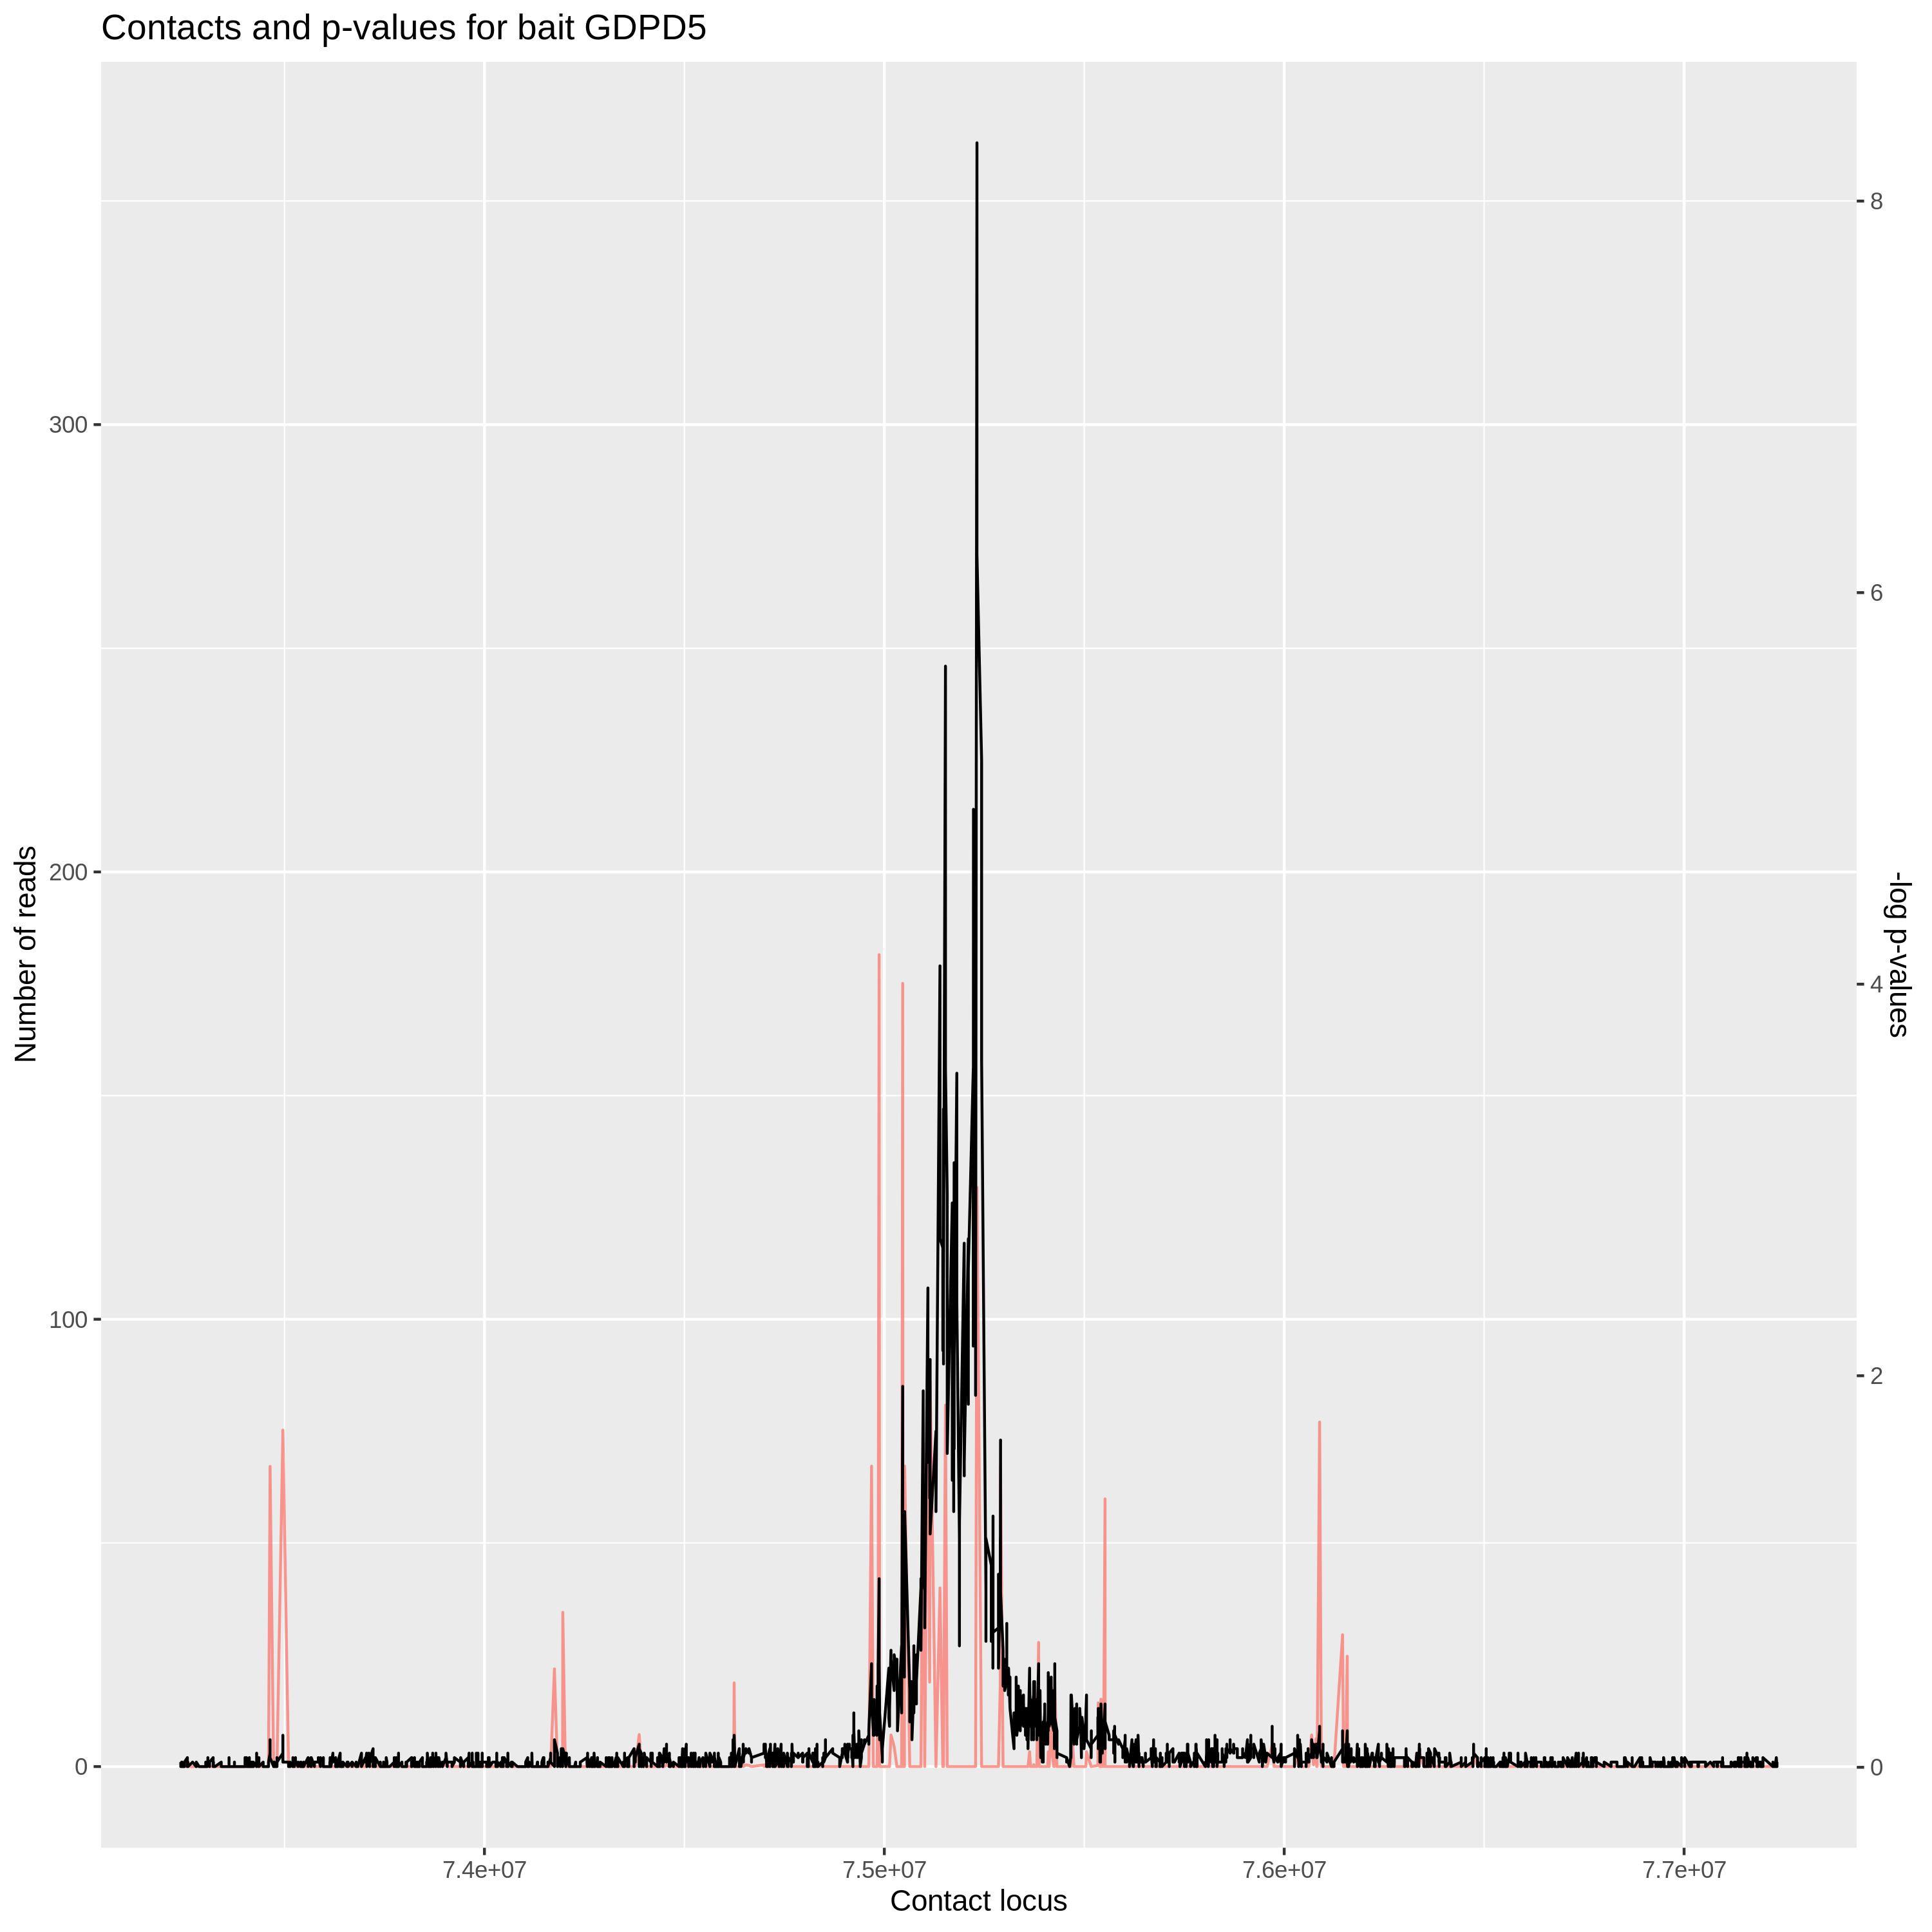 Contacts and p-values for bait GDPD5
Number of reads
300
200
100
0
8
6
4
2
0
-log p-values
7.4e+07 7.5e+07 7.6e+07 7.7e+07
Contact locus